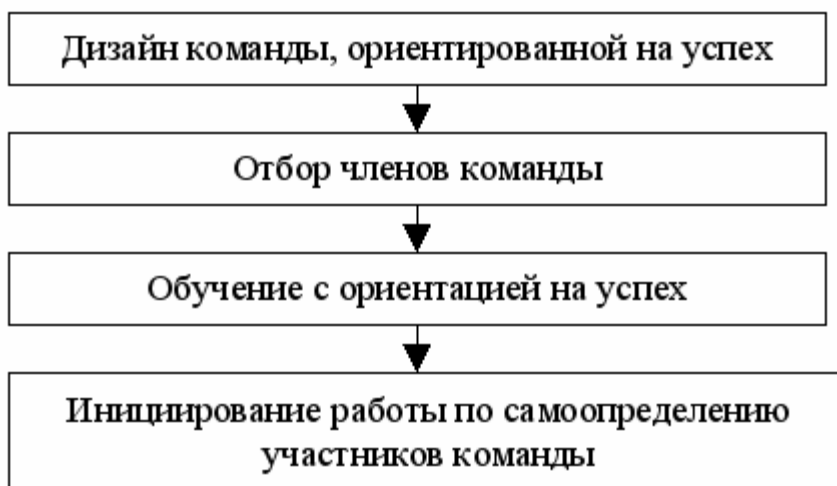 Дизайн команды, ориентированной на успех
Отбор членов команды
Обучение с ориентацией на успех
Инициирование работы по самоопределению
участников команды